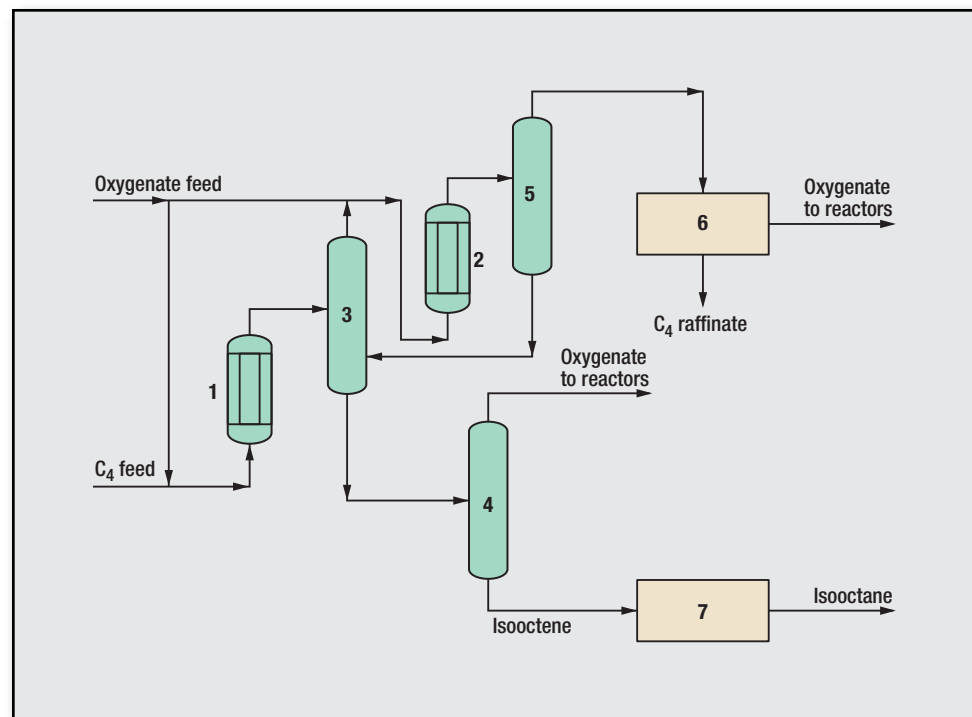 5
Oxygenate feed
Oxygenate
to reactors
6
2
3
C₄ raffinate
Oxygenate
to reactors
1
C₄ feed
4
Isooctane
7
Isooctene